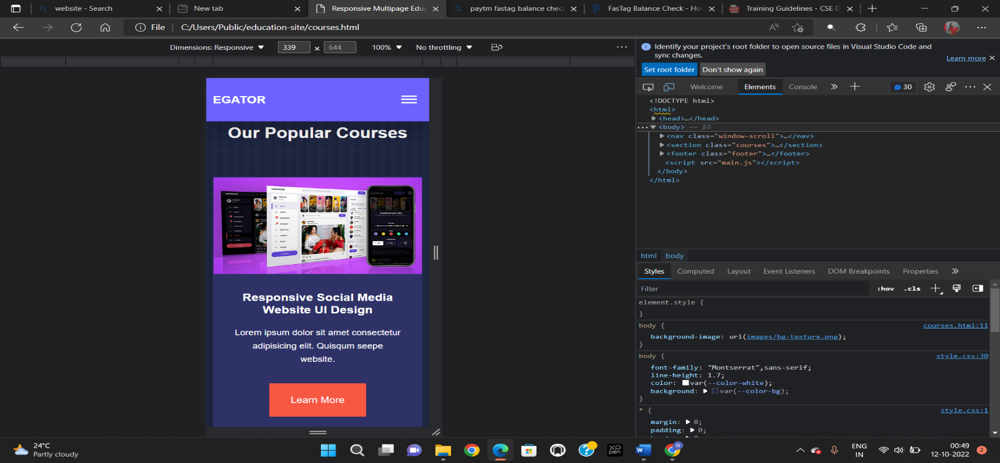 website - Search
New tab
Responsive Multipage Edu
paytm fastag balance chec
FasTag Balance Check - Ho
Training Guidelines - CSE D
File
C:/Users/Public/education-site/courses.html
Dimensions: Responsive
339 x 644
100%
No throttling
Identify your project's root folder to open source files in Visual Studio Code and
sync changes.
Learn more
Set root folder
Don't show again
Welcome
Elements
Console
30
EGATOR
Our Popular Courses
Responsive Social Media
Website UI Design
Lorem ipsum dolor sit amet consectetur
adipisicing elit. Quisqum seepe
website.
Learn More
<!DOCTYPE html>
<html>
<head>…</head>
<body> == $0
<nav class="window-scroll">…</nav>
<section class="courses">…</section>
<footer class="footer">…</footer>
<script src="main.js"></script>
</body>
</html>
html body
Styles
Computed
Layout
Event Listeners
DOM Breakpoints
Properties
Filter
:hov .cls
element.style {
}
body {
courses.html:11
background-image: url(images/bg-texture.png);
}
body {
style.css:30
font-family: "Montserrat",sans-serif;
line-height: 1.7;
color: var(--color-white);
background: var(--color-bg);
}
* {
style.css:1
margin: 0;
padding: 0;
24°C
Partly cloudy
ENG
IN
00:49
12-10-2022
2